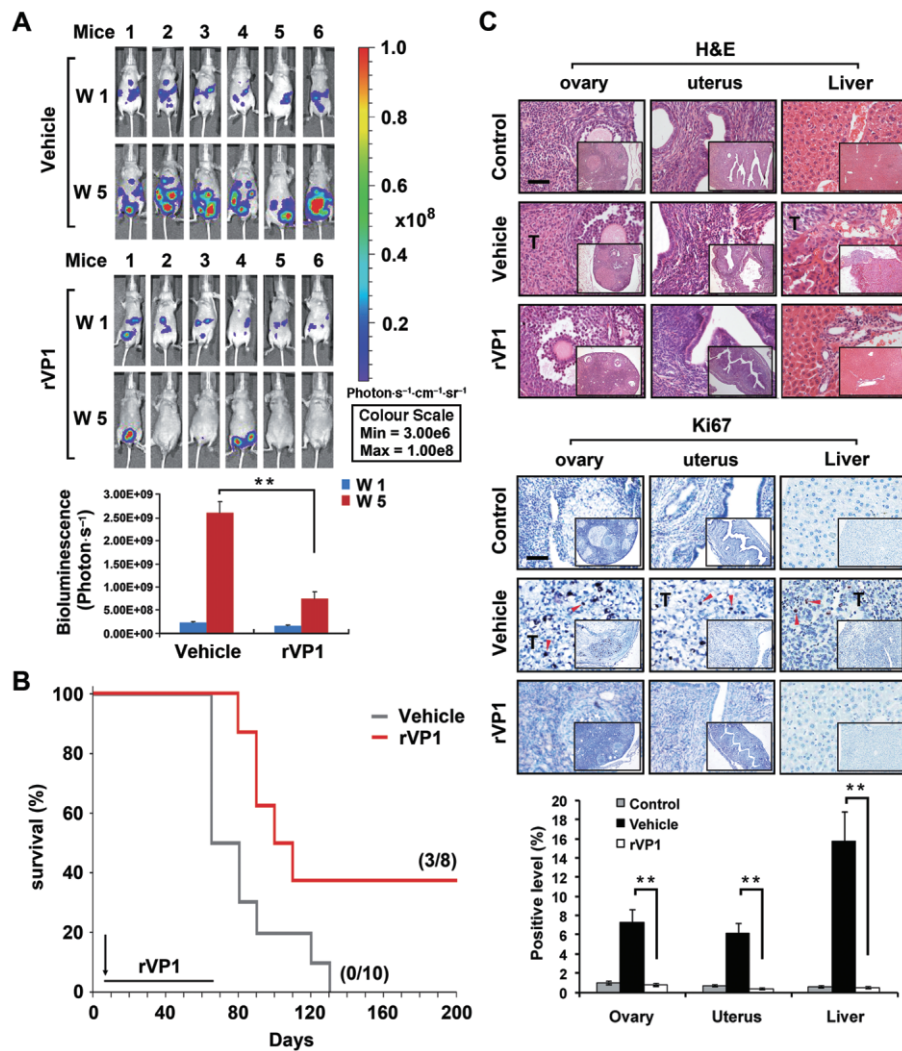 A
Mice 1 2 3 4 5 6
Vehicle
W 1
W 5
1.0
0.8
0.6
x10⁸
0.4
0.2
Mice 1 2 3 4 5 6
rVP1
W 1
W 5
Photon·s⁻¹·cm⁻¹·sr⁻¹
Colour Scale
Min = 3.00e6
Max = 1.00e8
Bioluminescence
(Photon·s⁻¹)
3.00E+09
2.50E+09
2.00E+09
1.50E+09
1.00E+09
5.00E+08
0.00E+00
**
W 1
W 5
Vehicle rVP1
B
survival (%)
100
80
60
40
20
0
Vehicle
rVP1
(3/8)
(0/10)
rVP1
0 40 80 120 160 200
Days
C
H&E
ovary uterus Liver
Control
Vehicle
T
T
rVP1
Ki67
ovary uterus Liver
Control
Vehicle
T
T
T
rVP1
Positive level (%)
20
18
16
14
12
10
8
6
4
2
0
Control
Vehicle
rVP1
**
**
**
Ovary Uterus Liver